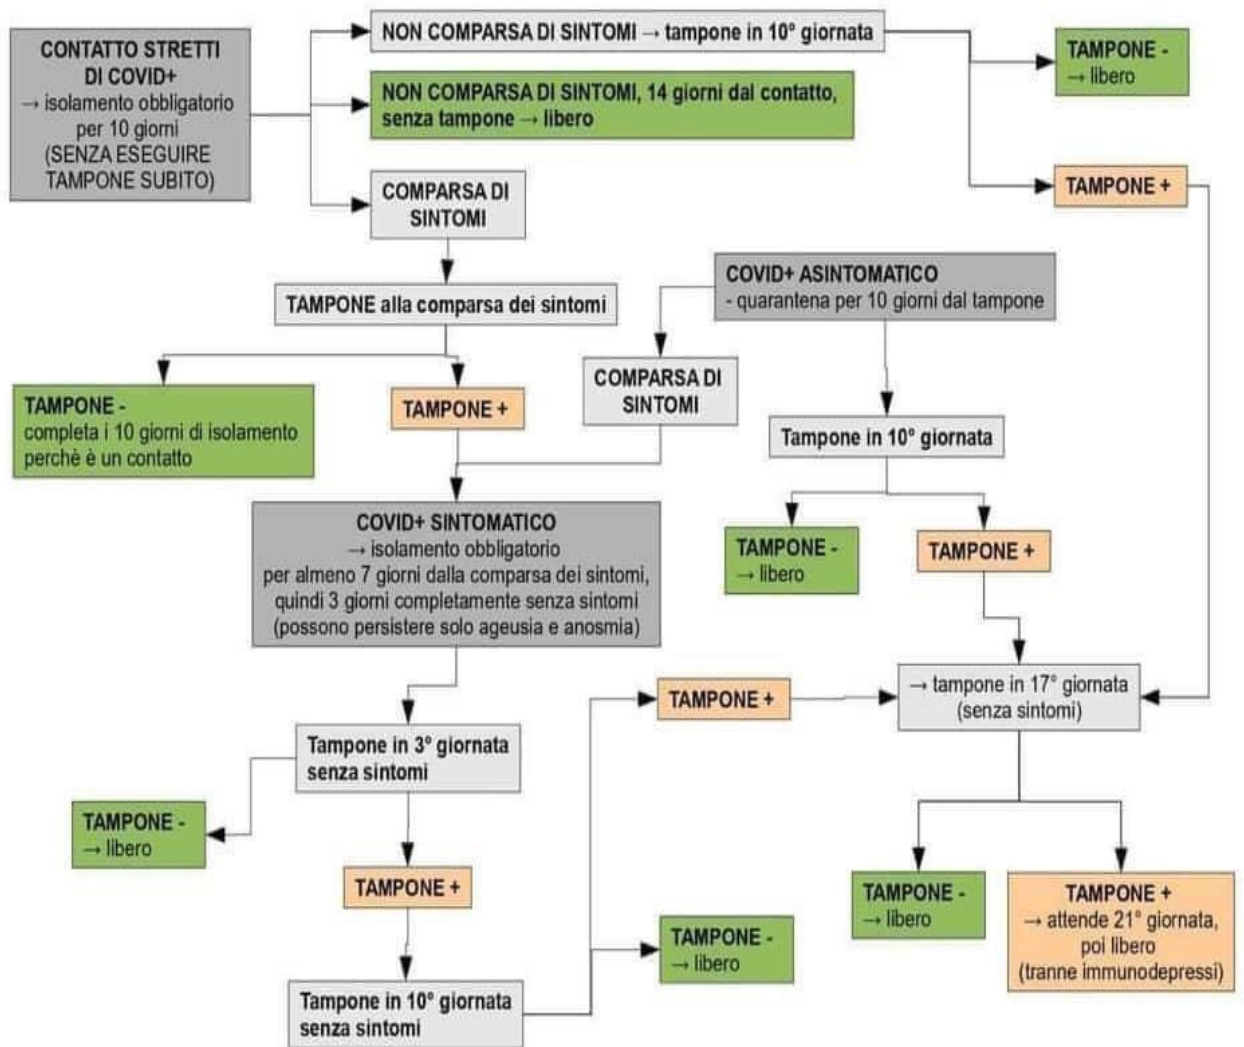 CONTATTO STRETTI
DI COVID+
→ isolamento obbligatorio
per 10 giorni
(SENZA ESEGUIRE
TAMPONE SUBITO)
NON COMPARSA DI SINTOMI → tampone in 10° giornata
NON COMPARSA DI SINTOMI, 14 giorni dal contatto,
senza tampone → libero
COMPARSA DI
SINTOMI
TAMPONE -
→ libero
TAMPONE +
TAMPONE alla comparsa dei sintomi
COVID+ ASINTOMATICO
- quarantena per 10 giorni dal tampone
TAMPONE -
completa i 10 giorni di isolamento
perchè è un contatto
TAMPONE +
COMPARSA DI
SINTOMI
Tampone in 10° giornata
TAMPONE -
→ libero
TAMPONE +
COVID+ SINTOMATICO
→ isolamento obbligatorio
per almeno 7 giorni dalla comparsa dei sintomi,
quindi 3 giorni completamente senza sintomi
(possono persistere solo ageusia e anosmia)
TAMPONE +
→ tampone in 17° giornata
(senza sintomi)
Tampone in 3° giornata
senza sintomi
TAMPONE -
→ libero
TAMPONE +
TAMPONE -
→ libero
TAMPONE +
→ attende 21° giornata,
poi libero
(tranne immunodepressi)
TAMPONE -
→ libero
Tampone in 10° giornata
senza sintomi